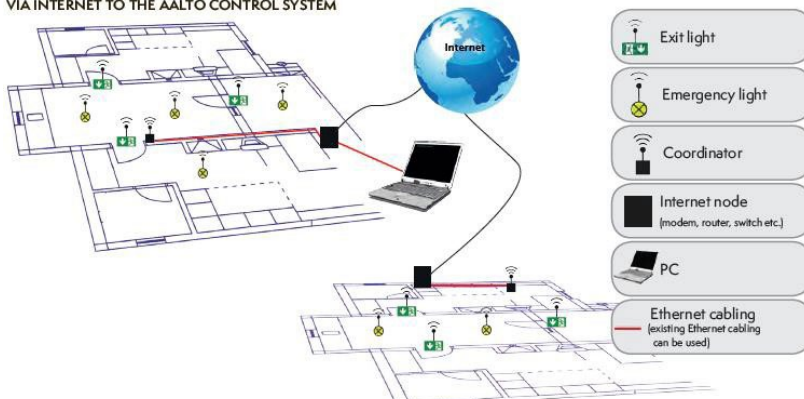 VIA INTERNET TO THE AALTO CONTROL SYSTEM
Internet
Exit light
Emergency light
Coordinator
Internet node
(modem, router, switch etc.)
PC
Ethernet cabling
(existing Ethernet cabling
can be used)